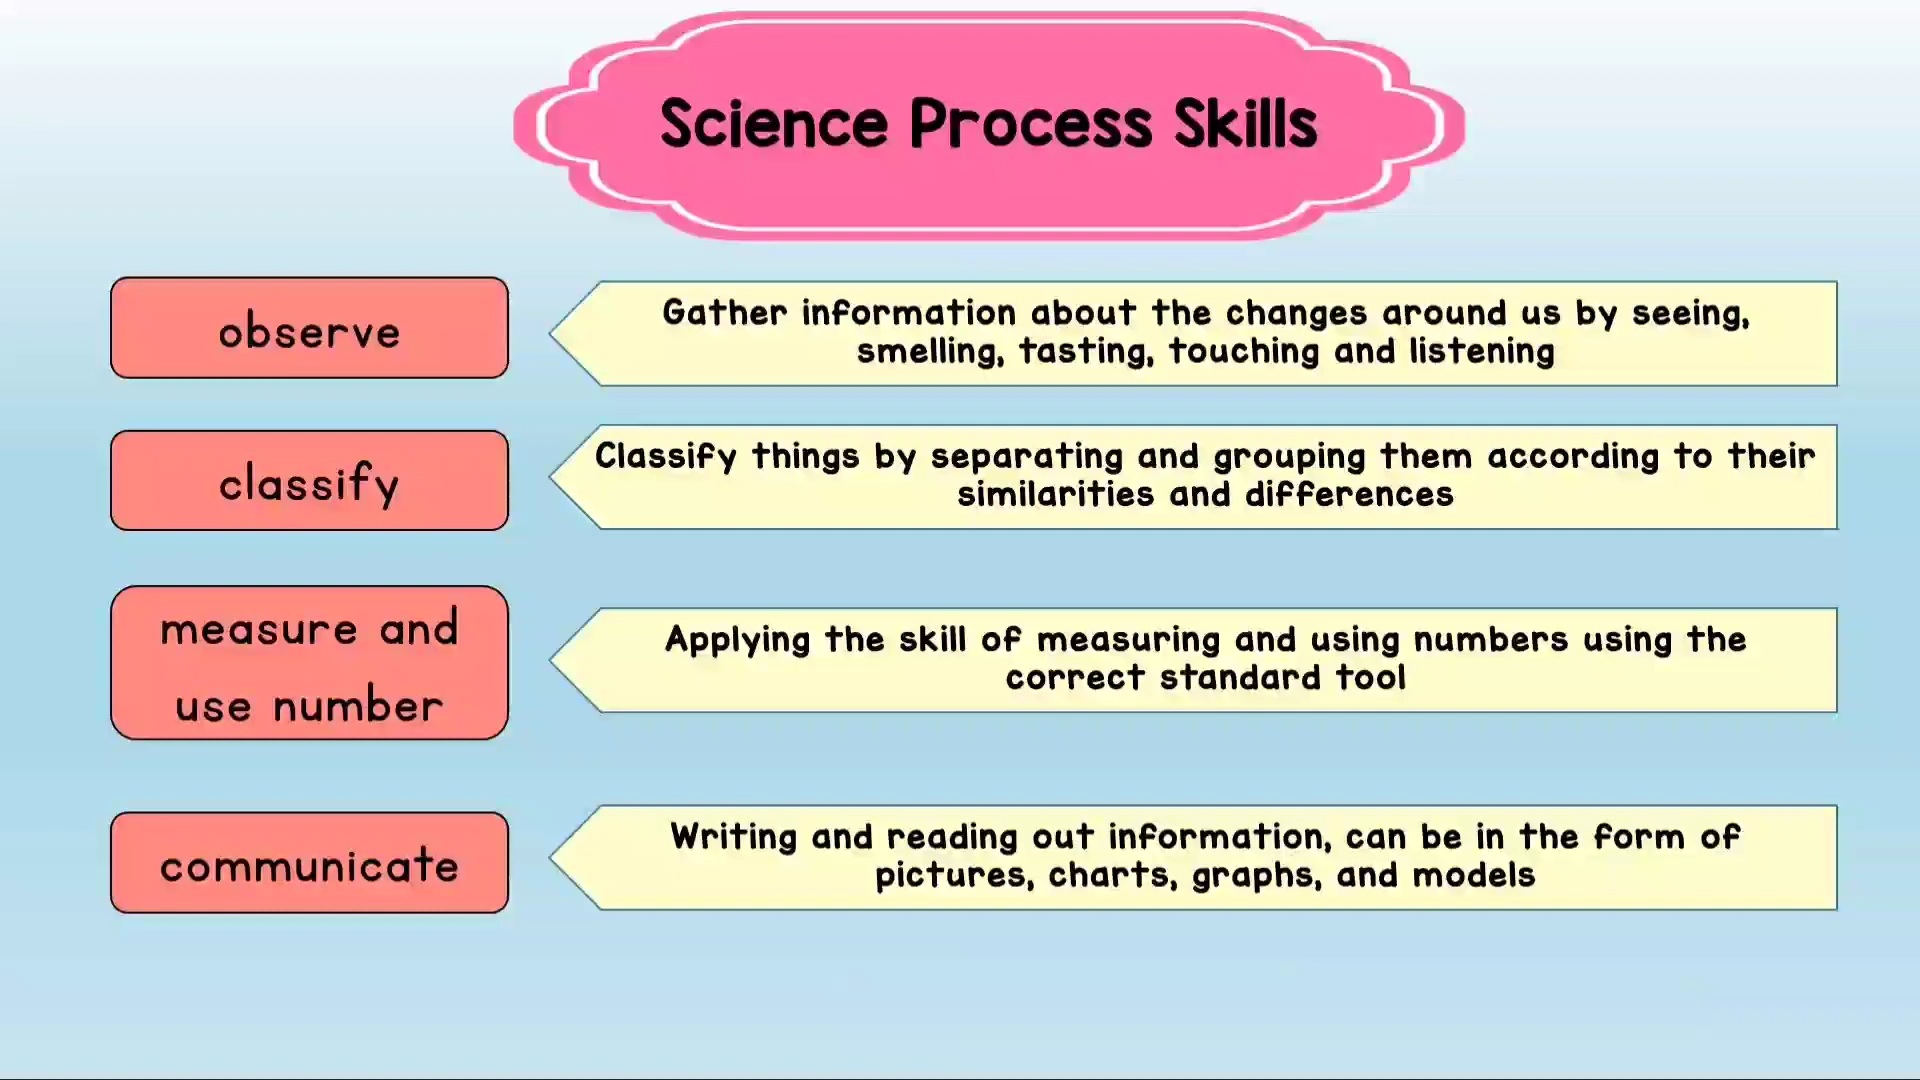 Science Process Skills
observe
Gather information about the changes around us by seeing,
smelling, tasting, touching and listening
classify
Classify things by separating and grouping them according to their
similarities and differences
measure and
use number
Applying the skill of measuring and using numbers using the
correct standard tool
communicate
Writing and reading out information, can be in the form of
pictures, charts, graphs, and models